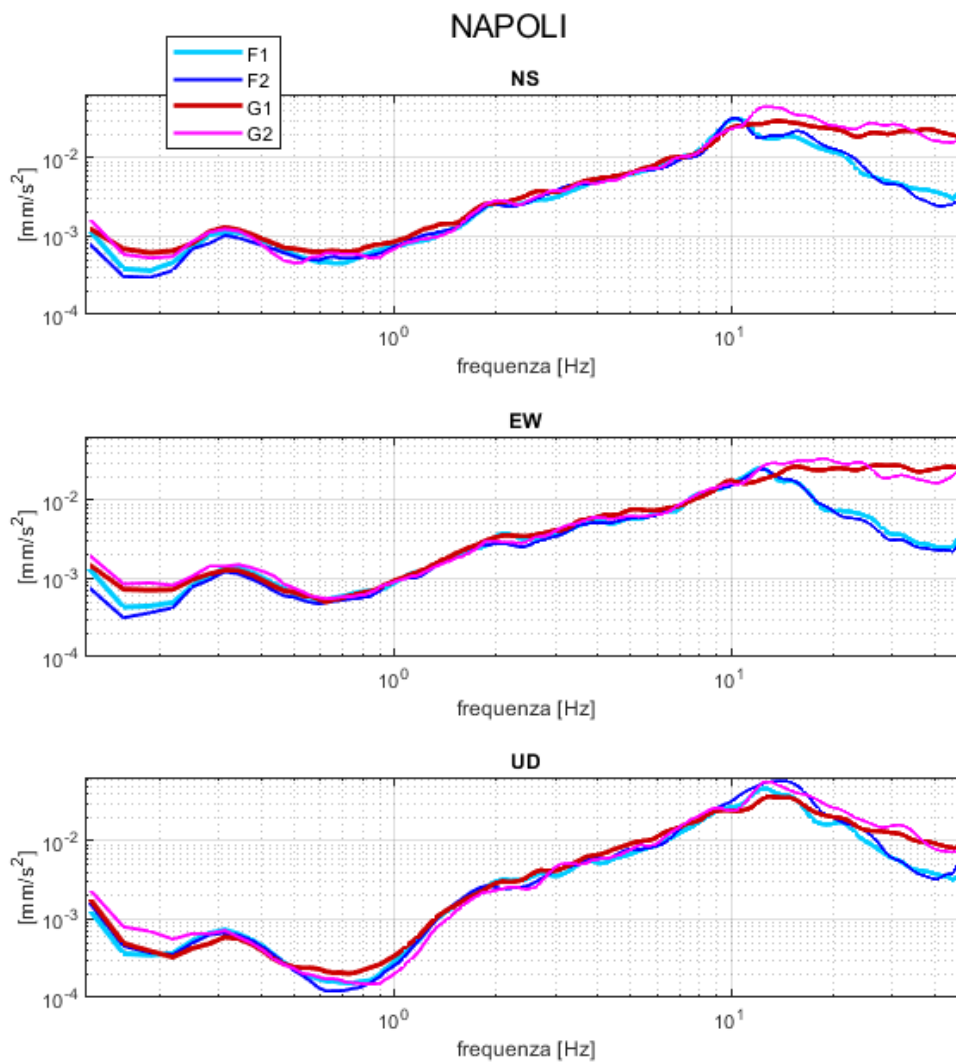 NAPOLI
F1
F2
G1
G2
NS
[mm/s²]
10⁻²
10⁻³
10⁻⁴
10⁰
10¹
frequenza [Hz]
EW
[mm/s²]
10⁻²
10⁻³
10⁻⁴
10⁰
10¹
frequenza [Hz]
UD
[mm/s²]
10⁻²
10⁻³
10⁻⁴
10⁰
10¹
frequenza [Hz]